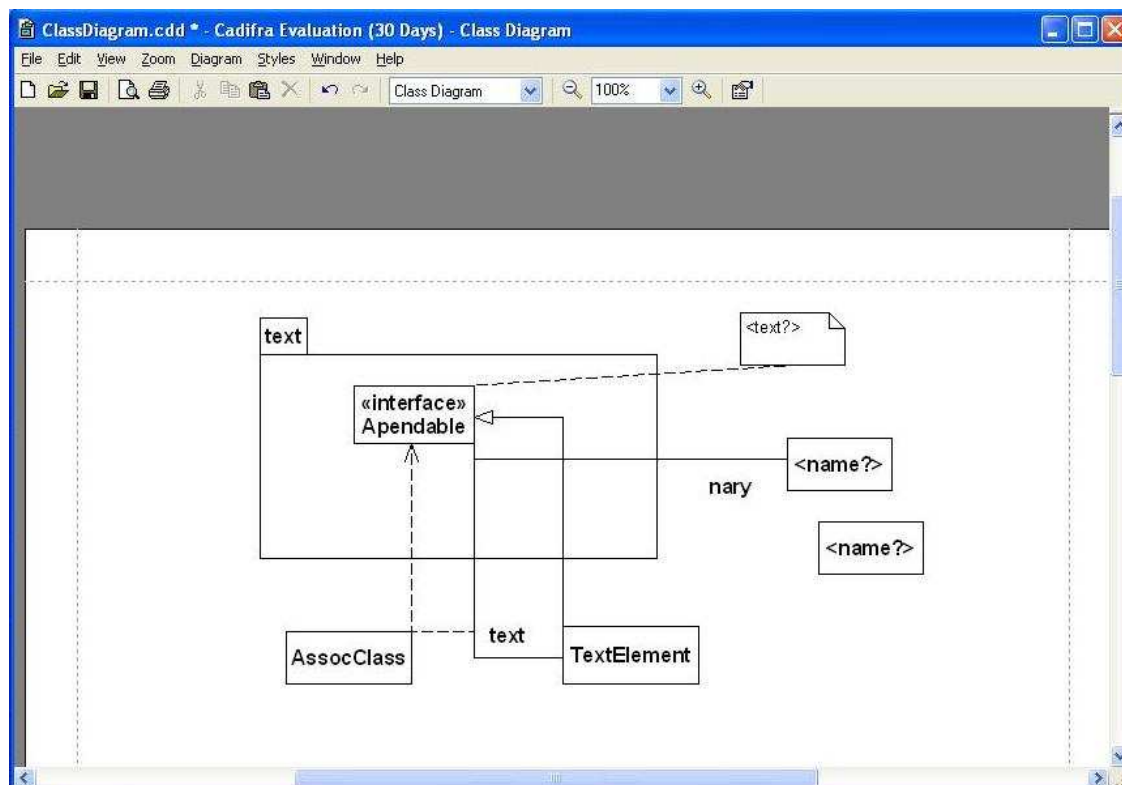 ClassDiagram.cdd * - Cadifra Evaluation (30 Days) - Class Diagram
File Edit View Zoom Diagram Styles Window Help
Class Diagram 100%
text
<text?>
«interface»
Apendable
<name?>
nary
<name?>
text
AssocClass
TextElement